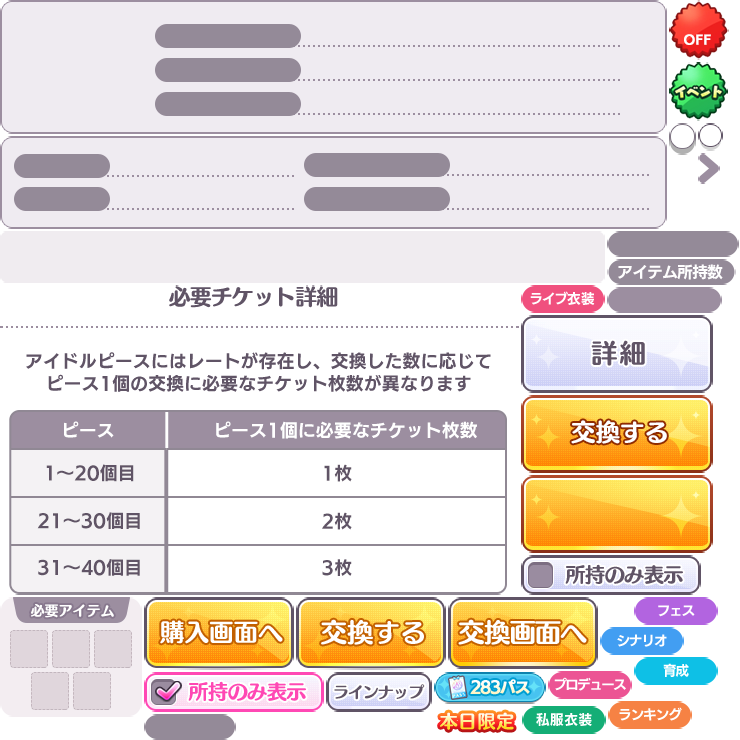 OFF
イベント
アイテム所持数
必要チケット詳細
ライブ衣装
アイドルピースにはレートが存在し、交換した数に応じて
ピース1個の交換に必要なチケット枚数が異なります
詳細
ピース
ピース1個に必要なチケット枚数
交換する
1〜20個目
1枚
21〜30個目
2枚
31〜40個目
3枚
所持のみ表示
必要アイテム
購入画面へ
交換する
交換画面へ
フェス
シナリオ
育成
所持のみ表示
ラインナップ
283パス
プロデュース
本日限定
私服衣装
ランキング